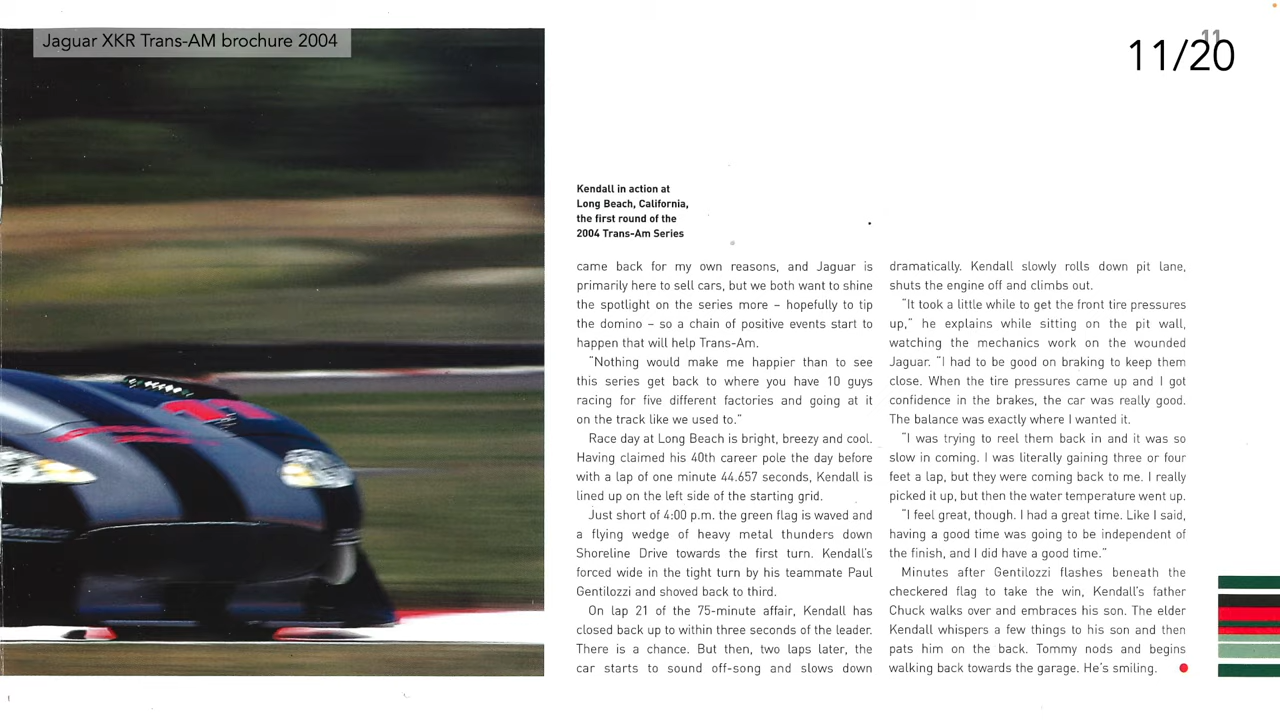 Jaguar XKR Trans-AM brochure 2004
11
11/20
11
Kendall in action at
Long Beach, California,
the first round of the
2004 Trans-Am Series
came back for my own reasons, and Jaguar is
primarily here to sell cars, but we both want to shine
the spotlight on the series more – hopefully to tip
the domino – so a chain of positive events start to
happen that will help Trans-Am.
“Nothing would make me happier than to see
this series get back to where you have 10 guys
racing for five different factories and going at it
on the track like we used to.”
Race day at Long Beach is bright, breezy and cool.
Having claimed his 40th career pole the day before
with a lap of one minute 44.657 seconds, Kendall is
lined up on the left side of the starting grid.
Just short of 4:00 p.m. the green flag is waved and
a flying wedge of heavy metal thunders down
Shoreline Drive towards the first turn. Kendall’s
forced wide in the tight turn by his teammate Paul
Gentilozzi and shoved back to third.
On lap 21 of the 75-minute affair, Kendall has
closed back up to within three seconds of the leader.
There is a chance. But then, two laps later, the
car starts to sound off-song and slows down
dramatically. Kendall slowly rolls down pit lane,
shuts the engine off and climbs out.
“It took a little while to get the front tire pressures
up,” he explains while sitting on the pit wall,
watching the mechanics work on the wounded
Jaguar. “I had to be good on braking to keep them
close. When the tire pressures came up and I got
confidence in the brakes, the car was really good.
The balance was exactly where I wanted it.
“I was trying to reel them back in and it was so
slow in coming. I was literally gaining three or four
feet a lap, but they were coming back to me. I really
picked it up, but then the water temperature went up.
“I feel great, though. I had a great time. Like I said,
having a good time was going to be independent of
the finish, and I did have a good time.”
Minutes after Gentilozzi flashes beneath the
checkered flag to take the win, Kendall’s father
Chuck walks over and embraces his son. The elder
Kendall whispers a few things to his son and then
pats him on the back. Tommy nods and begins
walking back towards the garage. He’s smiling.